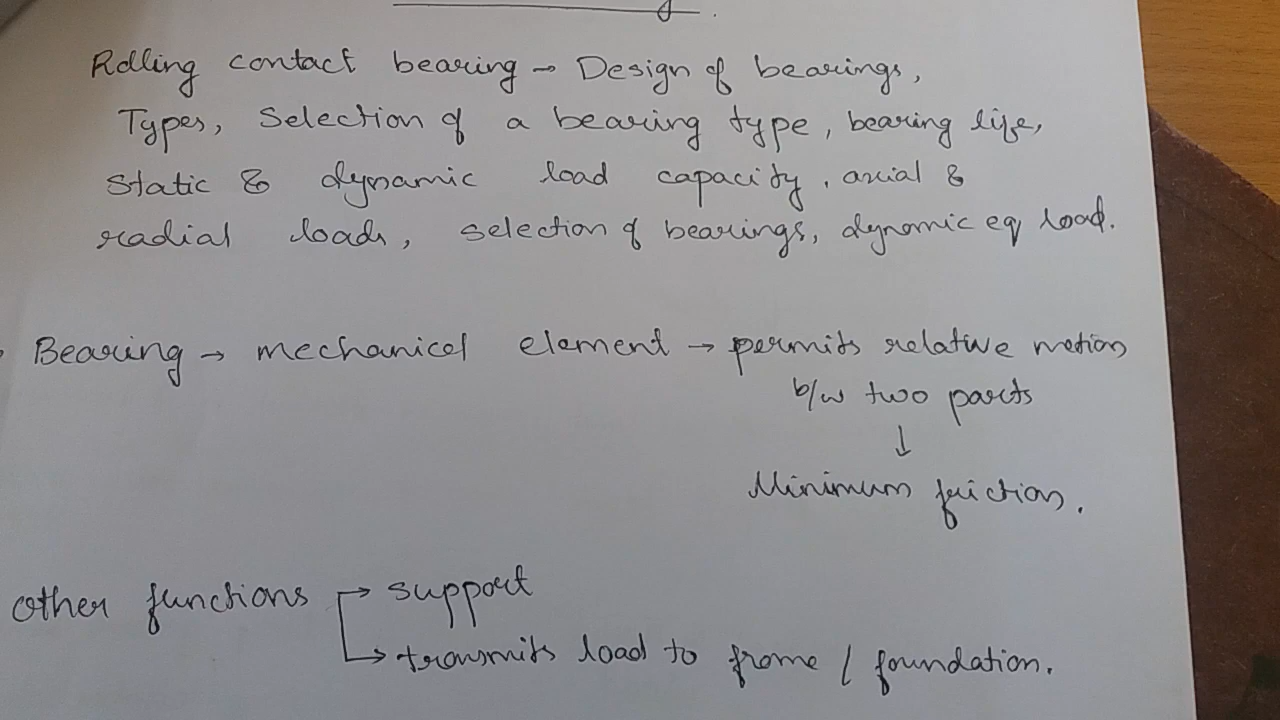 Rolling contact bearing → Design of bearings,
Types, Selection of a bearing type, bearing life,
static & dynamic load capacity, axial &
radial loads, selection of bearings, dynamic eq load.
Bearing → mechanical element → permits relative motion
b/w two parts
↓
Minimum friction.
other functions → support
→ transmits load to frame / foundation.